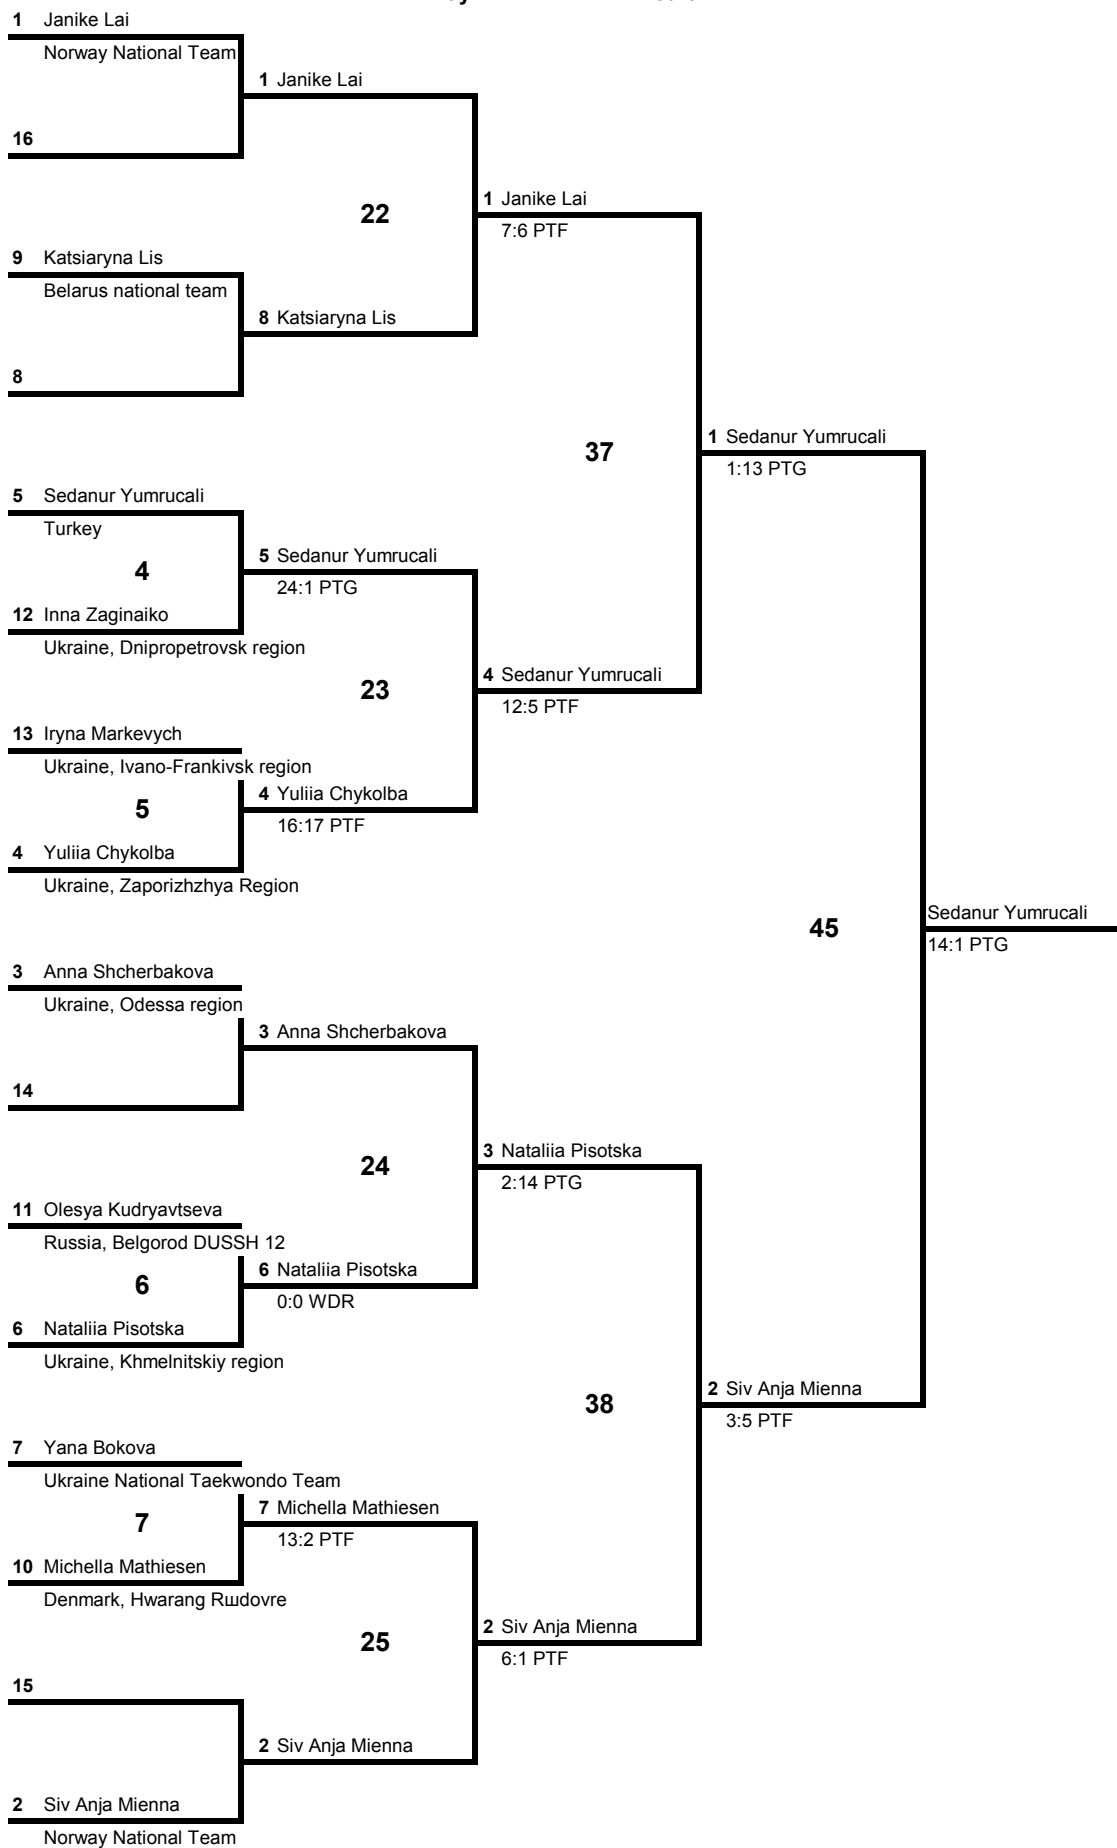 1 Janike Lai
Norway National Team
1 Janike Lai
16
22
1 Janike Lai
7:6 PTF
9 Katsiaryna Lis
Belarus national team
8 Katsiaryna Lis
8
37
1 Sedanur Yumrucali
1:13 PTG
5 Sedanur Yumrucali
Turkey
4
5 Sedanur Yumrucali
24:1 PTG
12 Inna Zaginaiko
Ukraine, Dnipropetrovsk region
23
4 Sedanur Yumrucali
12:5 PTF
13 Iryna Markevych
Ukraine, Ivano-Frankivsk region
5
4 Yuliia Chykolba
16:17 PTF
4 Yuliia Chykolba
Ukraine, Zaporizhzhya Region
45
Sedanur Yumrucali
14:1 PTG
3 Anna Shcherbakova
Ukraine, Odessa region
3 Anna Shcherbakova
14
24
3 Nataliia Pisotska
2:14 PTG
11 Olesya Kudryavtseva
Russia, Belgorod DUSSH 12
6
6 Nataliia Pisotska
0:0 WDR
6 Nataliia Pisotska
Ukraine, Khmelnitskiy region
38
2 Siv Anja Mienna
3:5 PTF
7 Yana Bokova
Ukraine National Taekwondo Team
7
7 Michella Mathiesen
13:2 PTF
10 Michella Mathiesen
Denmark, Hwarang Rшdovre
25
2 Siv Anja Mienna
6:1 PTF
15
2 Siv Anja Mienna
2 Siv Anja Mienna
Norway National Team